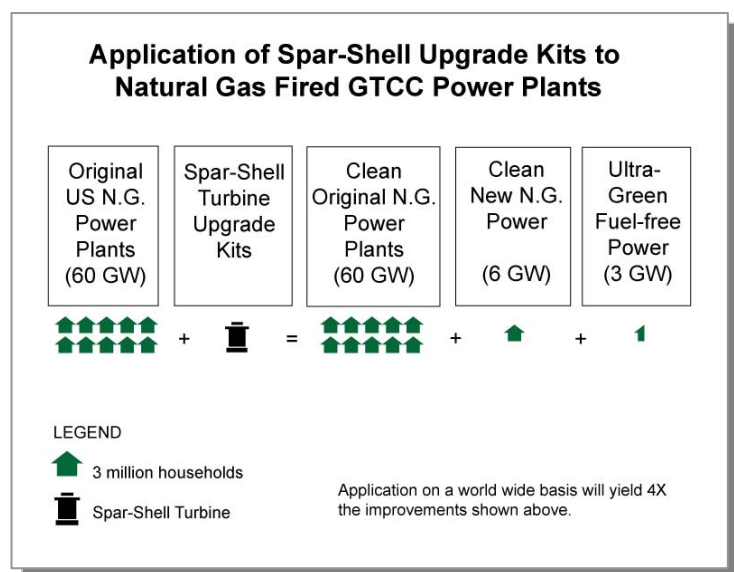 Application of Spar-Shell Upgrade Kits to
Natural Gas Fired GTCC Power Plants
Original
US N.G.
Power
Plants
(60 GW)
Spar-Shell
Turbine
Upgrade
Kits
Clean
Original N.G.
Power
Plants
(60 GW)
Clean
New N.G.
Power
(6 GW)
Ultra-
Green
Fuel-free
Power
(3 GW)
+ = + +
LEGEND
3 million households
Spar-Shell Turbine
Application on a world wide basis will yield 4X
the improvements shown above.